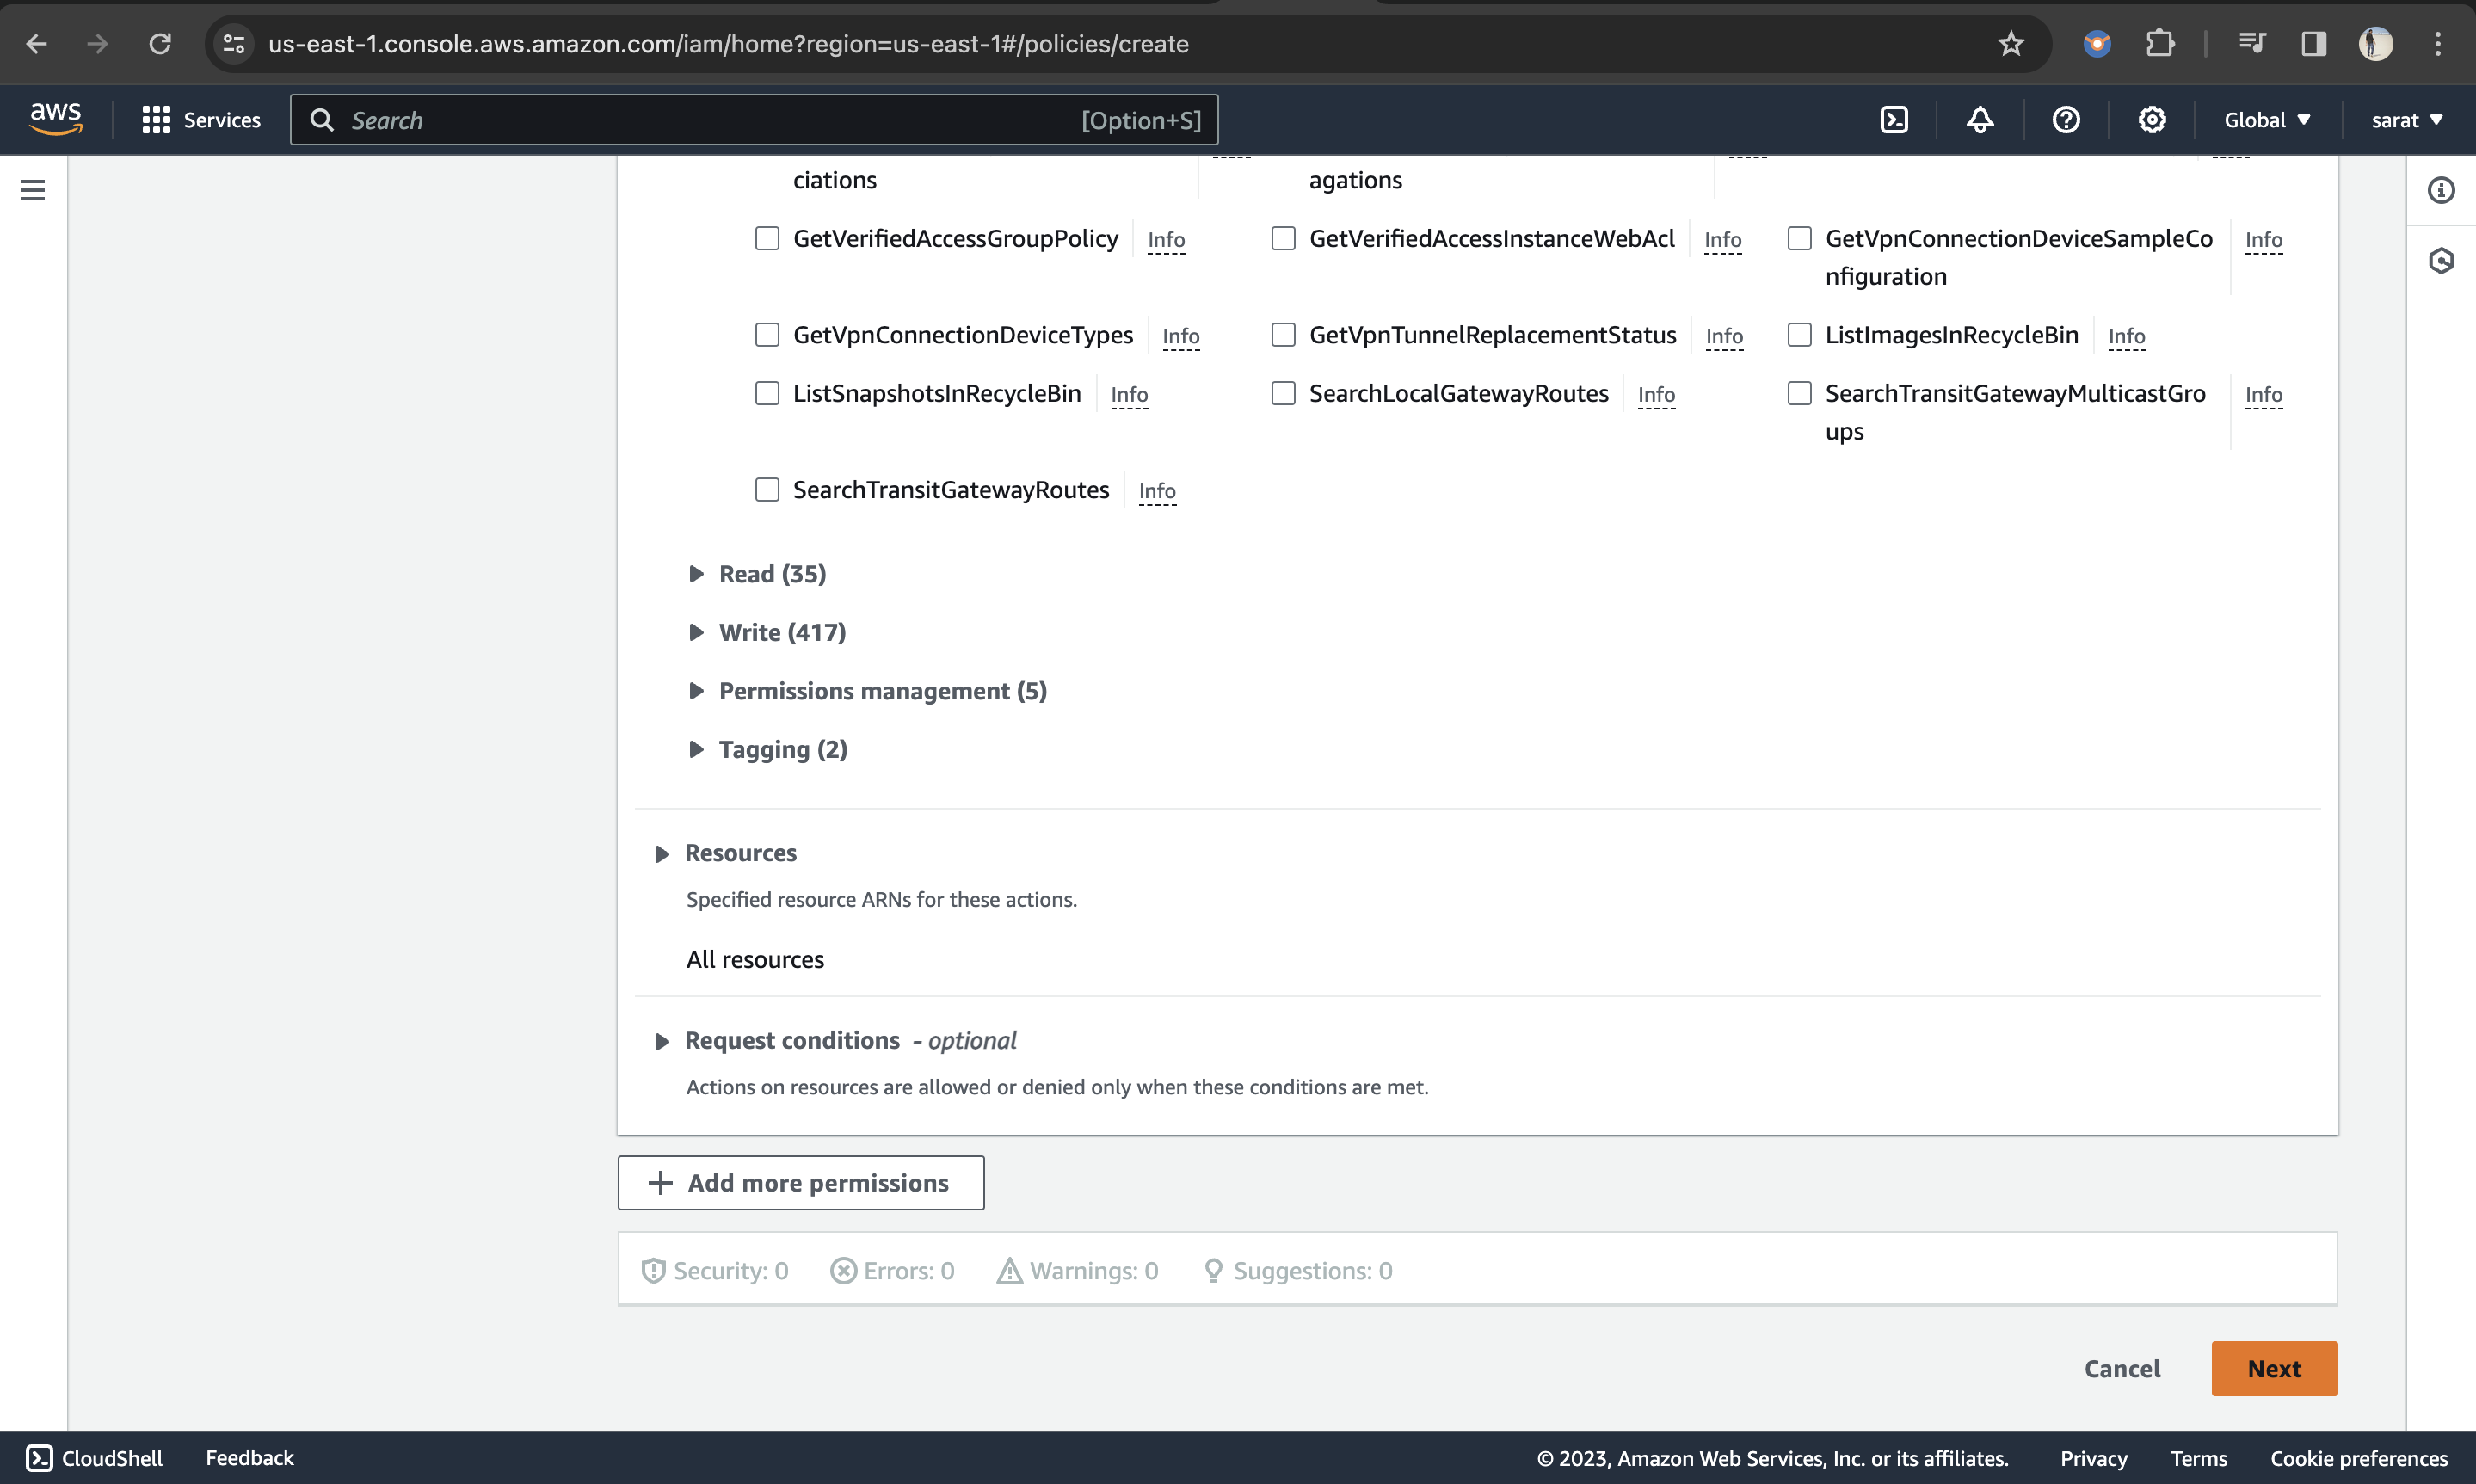 us-east-1.console.aws.amazon.com/iam/home?region=us-east-1#/policies/create
aws Services Search [Option+S] Global sarat
ciations agations
GetVerifiedAccessGroupPolicy Info GetVerifiedAccessInstanceWebAcl Info GetVpnConnectionDeviceSampleCo Info
nfiguration
GetVpnConnectionDeviceTypes Info GetVpnTunnelReplacementStatus Info ListImagesInRecycleBin Info
ListSnapshotsInRecycleBin Info SearchLocalGatewayRoutes Info SearchTransitGatewayMulticastGro Info
ups
SearchTransitGatewayRoutes Info
Read (35)
Write (417)
Permissions management (5)
Tagging (2)
Resources
Specified resource ARNs for these actions.
All resources
Request conditions - optional
Actions on resources are allowed or denied only when these conditions are met.
Add more permissions
Security: 0 Errors: 0 Warnings: 0 Suggestions: 0
Cancel Next
CloudShell Feedback © 2023, Amazon Web Services, Inc. or its affiliates. Privacy Terms Cookie preferences